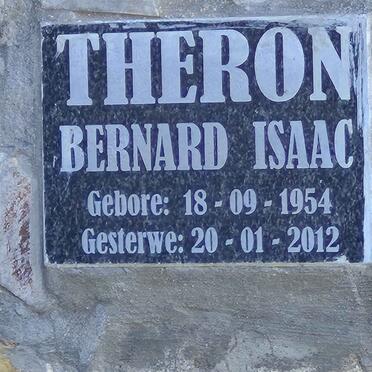 THERON
BERNARD ISAAC
Gebore: 18 - 09 - 1954
Gesterwe: 20 - 01 - 2012